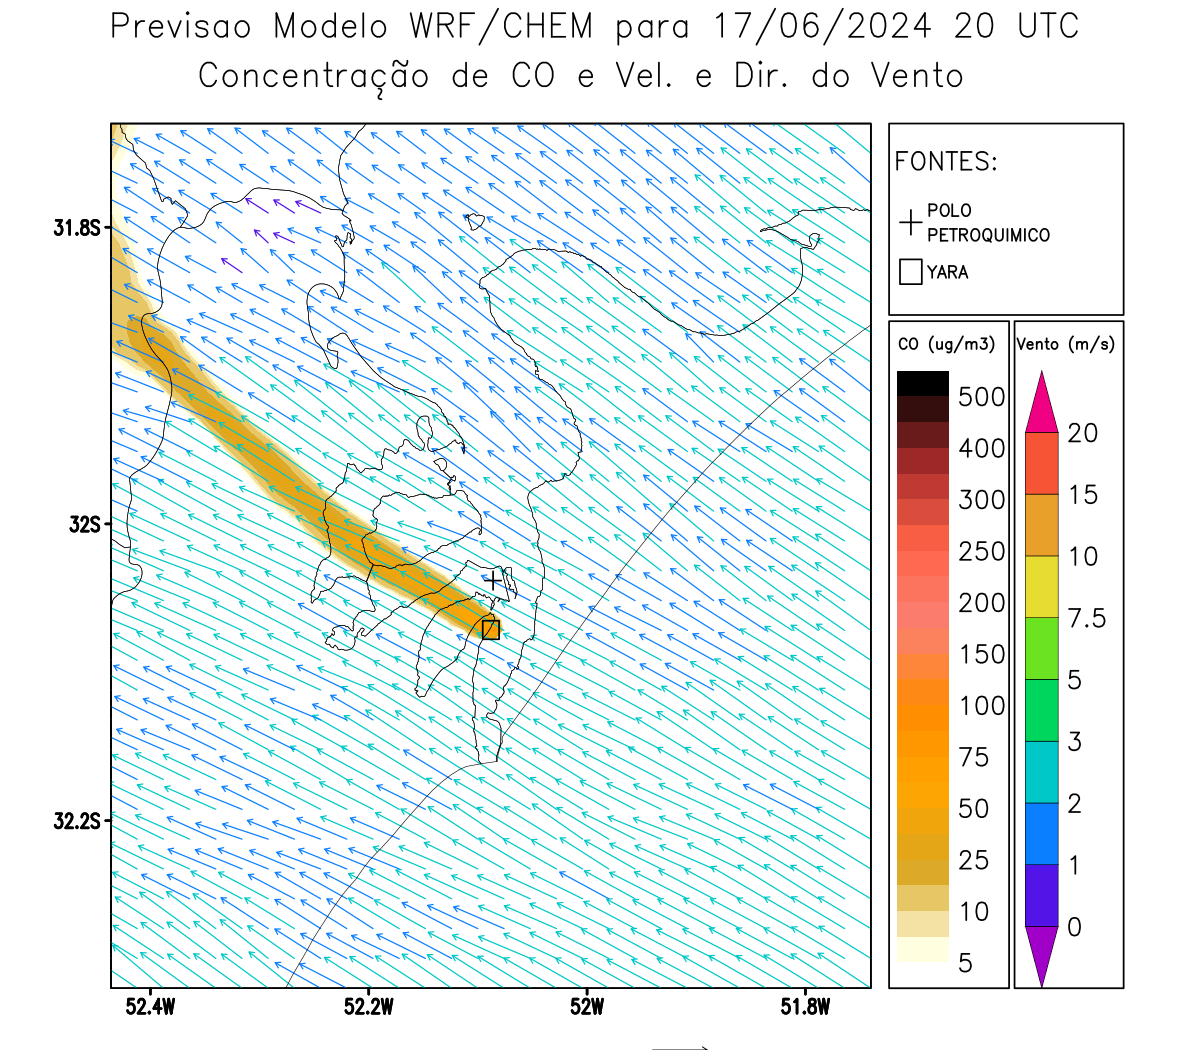 Previsao Modelo WRF/CHEM para 17/06/2024 20 UTC
Concentração de CO e Vel. e Dir. do Vento
FONTES:
POLO
PETROQUIMICO
YARA
CO (ug/m3)
500
400
300
250
200
150
100
75
50
25
10
5
Vento (m/s)
20
15
10
7.5
5
3
2
1
0
31.8S
32S
32.2S
52.4W
52.2W
52W
51.8W